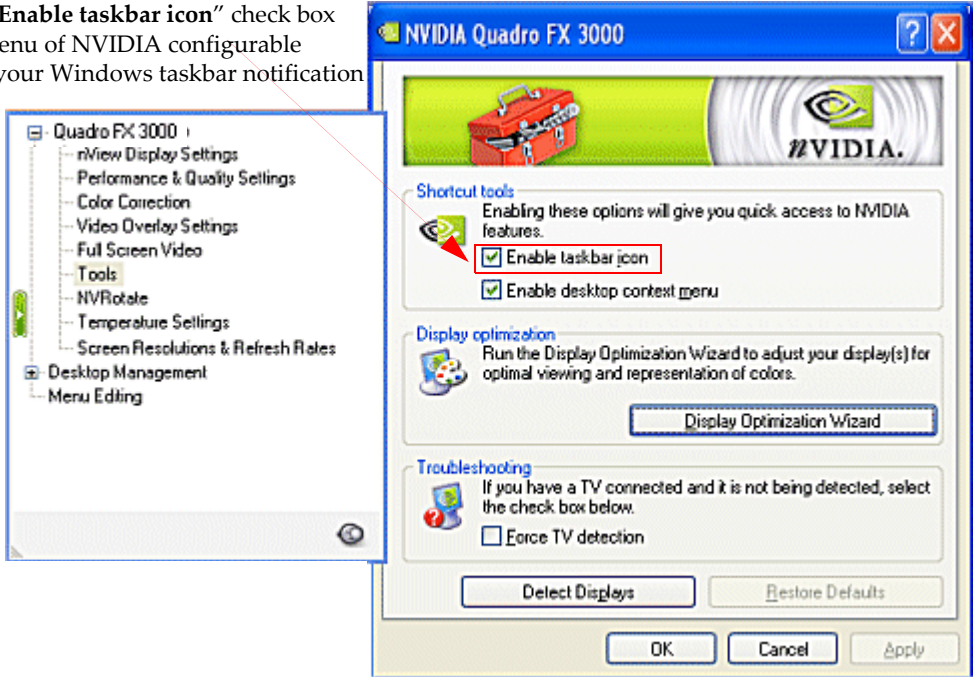 Enable taskbar icon" check box
enu of NVIDIA configurable
your Windows taskbar notification
Quadro FX 3000
nView Display Settings
Performance & Quality Settings
Color Correction
Video Overlay Settings
Full Screen Video
Tools
NVRotate
Temperature Settings
Screen Resolutions & Refresh Rates
Desktop Management
Menu Editing
NVIDIA Quadro FX 3000
nVIDIA.
Shortcut tools
Enabling these options will give you quick access to NVIDIA
features.
Enable taskbar icon
Enable desktop context menu
Display optimization
Run the Display Optimization Wizard to adjust your display(s) for
optimal viewing and representation of colors.
Display Optimization Wizard
Troubleshooting
If you have a TV connected and it is not being detected, select
the check box below.
Force TV detection
Detect Displays
Restore Defaults
OK
Cancel
Apply